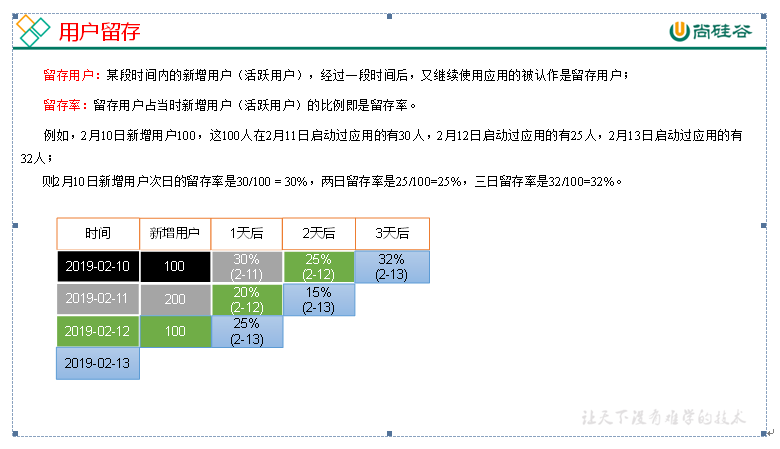 用户留存
尚硅谷
留存用户：某段时间内的新增用户（活跃用户），经过一段时间后，又继续使用应用的被认作是留存用户；
留存率：留存用户占当时新增用户（活跃用户）的比例即是留存率。
例如，2月10日新增用户100，这100人在2月11日启动过应用的有30人，2月12日启动过应用的有25人，2月13日启动过应用的有
32人；
则2月10日新增用户次日的留存率是30/100 = 30%，两日留存率是25/100=25%，三日留存率是32/100=32%。
时间 新增用户 1天后 2天后 3天后
2019-02-10 100 30% 25% 32%
(2-11) (2-12) (2-13)
2019-02-11 200 20% 15%
(2-12) (2-13)
2019-02-12 100 25%
(2-13)
2019-02-13
让天下没有难学的技术